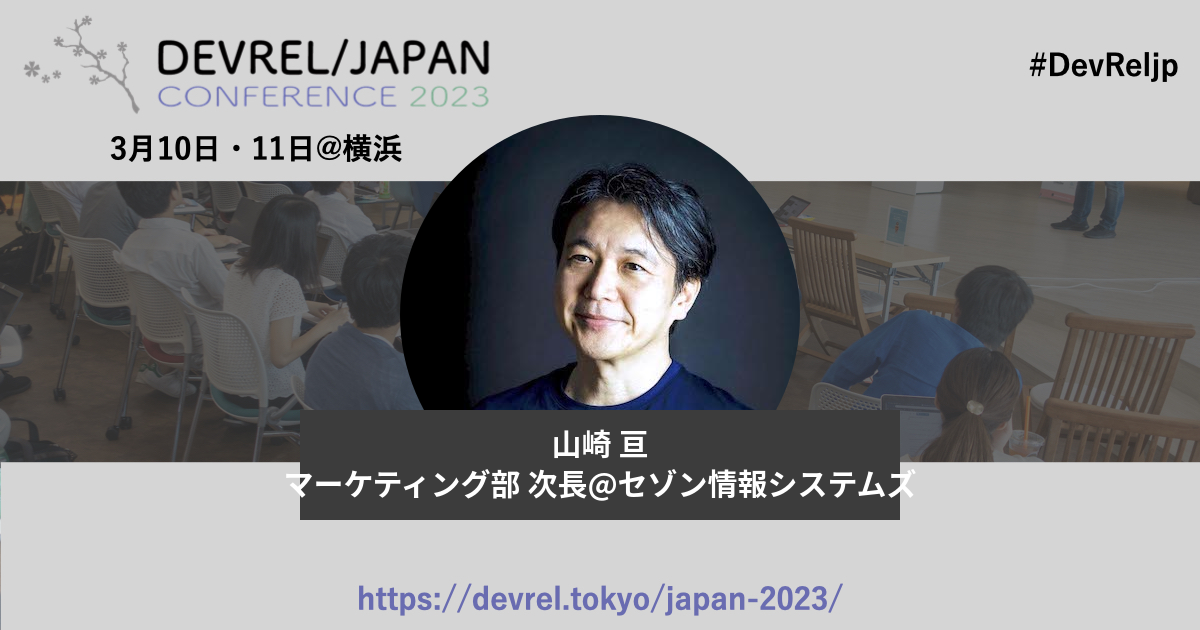 DEVREL/JAPAN
CONFERENCE 2023
#DevReljp
3月10日・11日@横浜
山崎 亘
マーケティング部 次長@セゾン情報システムズ
https://devrel.tokyo/japan-2023/